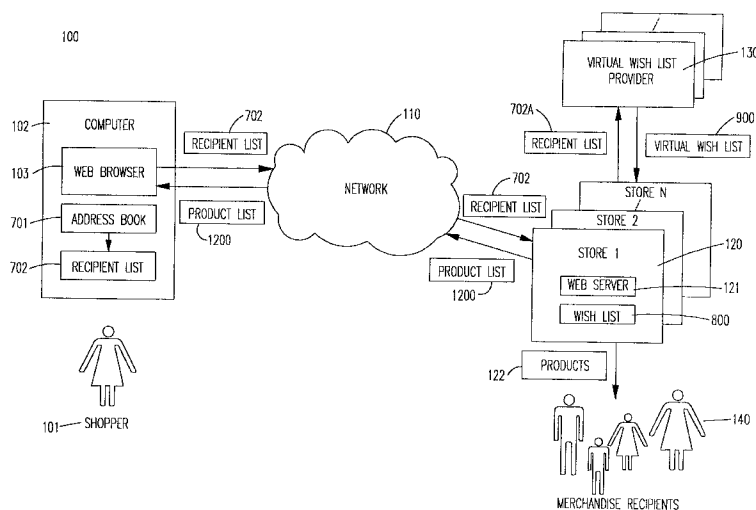 100
102
COMPUTER
103
WEB BROWSER
701
ADDRESS BOOK
702
RECIPIENT LIST
101
SHOPPER
702
RECIPIENT LIST
PRODUCT LIST
1200
110
NETWORK
702
RECIPIENT LIST
PRODUCT LIST
1200
130
VIRTUAL WISH LIST
PROVIDER
702A
RECIPIENT LIST
900
VIRTUAL WISH LIST
STORE N
STORE 2
STORE 1
120
WEB SERVER
121
WISH LIST
800
PRODUCTS
122
140
MERCHANDISE RECIPIENTS